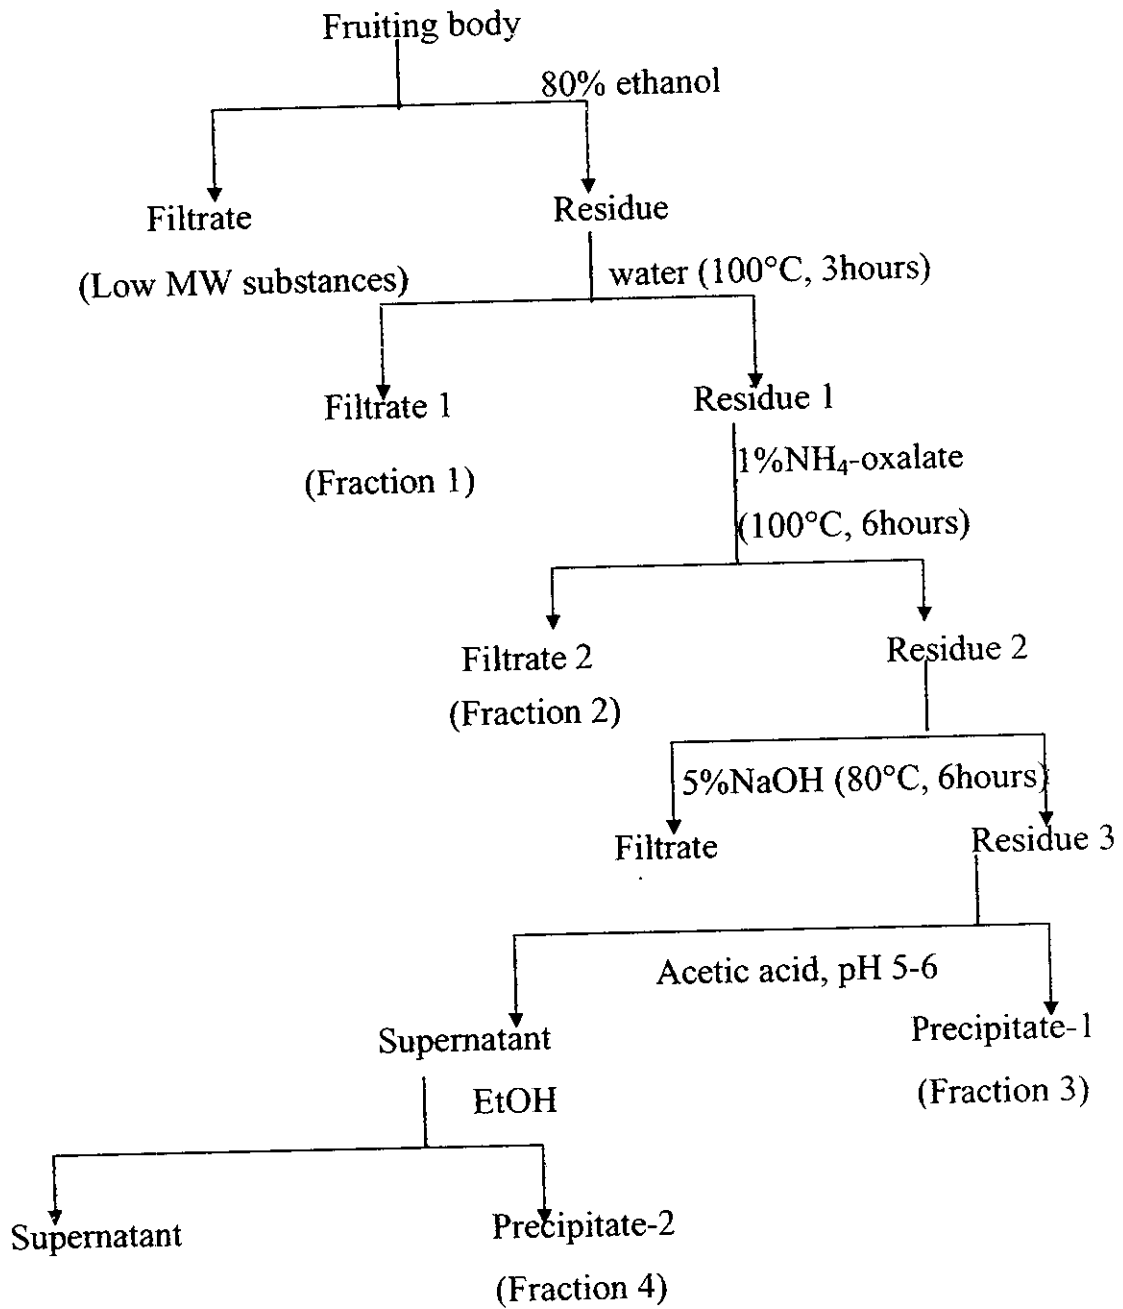 Fruiting body
80% ethanol
Filtrate
Residue
(Low MW substances)
water (100°C, 3hours)
Filtrate 1
Residue 1
(Fraction 1)
1%NH₄-oxalate
(100°C, 6hours)
Filtrate 2
Residue 2
(Fraction 2)
5%NaOH (80°C, 6hours)
Filtrate
Residue 3
Acetic acid, pH 5-6
Supernatant
Precipitate-1
(Fraction 3)
EtOH
Supernatant
Precipitate-2
(Fraction 4)